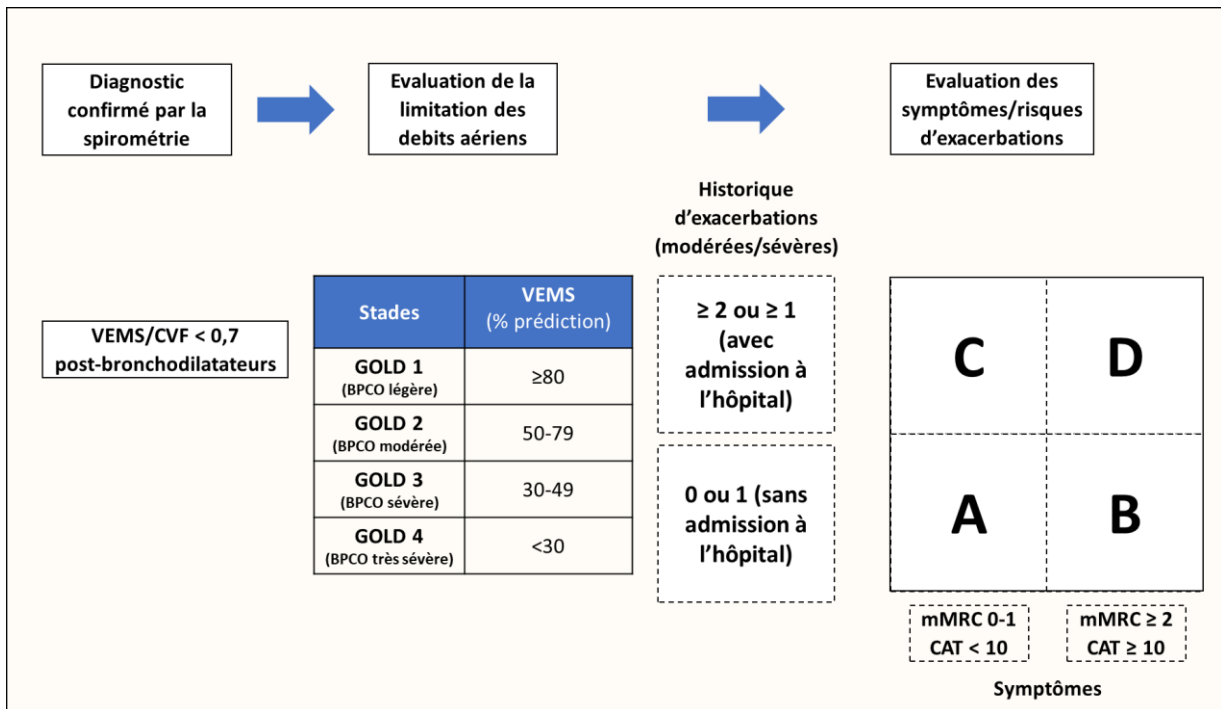 Diagnostic
confirmé par la
spirométrie
Evaluation de la
limitation des
debits aériens
Evaluation des
symptômes/risques
d'exacerbations
Historique
d'exacerbations
(modérées/sévères)
VEMS/CVF < 0,7
post-bronchodilatateurs
Stades
VEMS
(% prédiction)
GOLD 1
(BPCO légère)
≥80
GOLD 2
(BPCO modérée)
50-79
GOLD 3
(BPCO sévère)
30-49
GOLD 4
(BPCO très sévère)
<30
≥ 2 ou ≥ 1
(avec
admission à
l'hôpital)
0 ou 1 (sans
admission à
l'hôpital)
C D
A B
mMRC 0-1
CAT < 10
mMRC ≥ 2
CAT ≥ 10
Symptômes